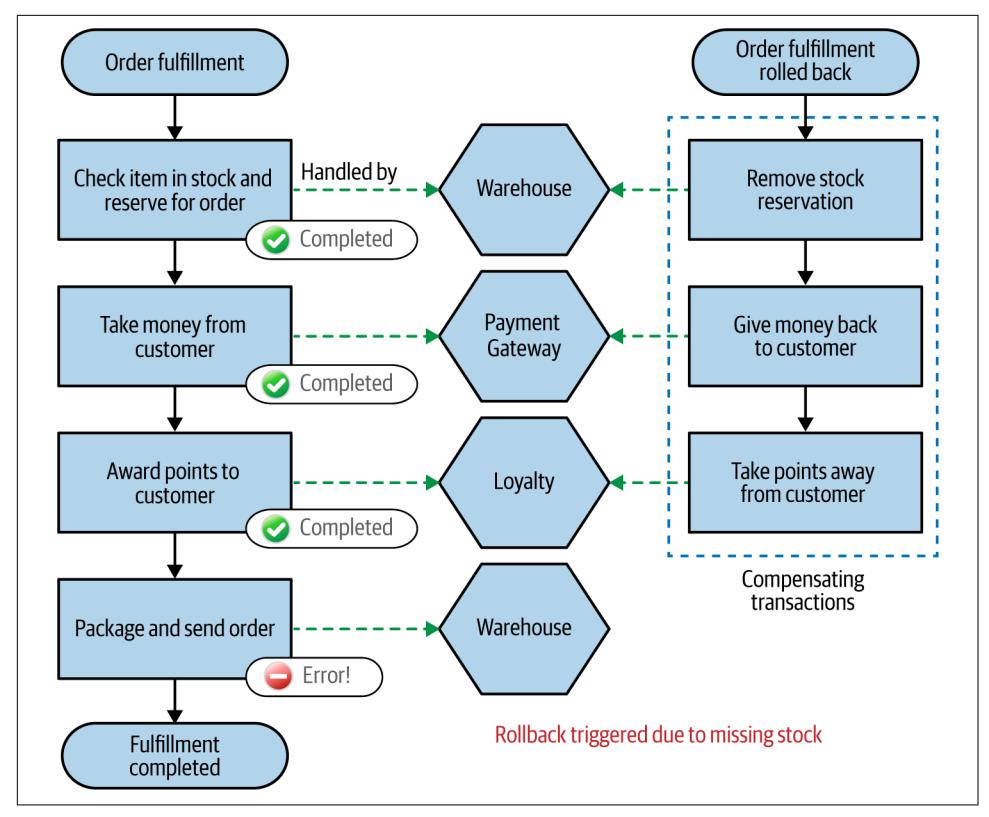 Order fulfillment
Order fulfillment
rolled back
Check item in stock and
reserve for order
Handled by
Warehouse
Remove stock
reservation
Completed
Take money from
customer
Payment
Gateway
Give money back
to customer
Completed
Award points to
customer
Loyalty
Take points away
from customer
Completed
Compensating
transactions
Package and send order
Warehouse
Error!
Rollback triggered due to missing stock
Fulfillment
completed